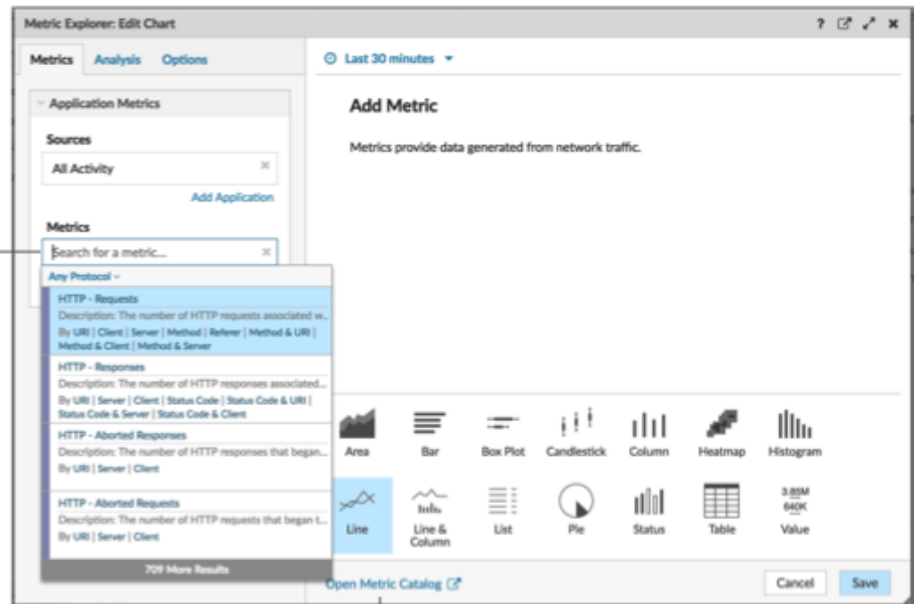 Metric Explorer: Edit Chart
?
Metrics Analysis Options
Last 30 minutes
Application Metrics
Sources
All Activity
Add Application
Metrics
Search for a metric...
Any Protocol
HTTP - Requests
Description: The number of HTTP requests associated w...
By URI | Client | Server | Method | Referer | Method & URI |
Method & Client | Method & Server
HTTP - Responses
Description: The number of HTTP responses associated...
By URI | Server | Client | Status Code | Status Code & URI |
Status Code & Server | Status Code & Client
HTTP - Aborted Responses
Description: The number of HTTP responses that began...
By URI | Server | Client
HTTP - Aborted Requests
Description: The number of HTTP requests that began t...
By URI | Server | Client
709 More Results
Add Metric
Metrics provide data generated from network traffic.
Area Bar Box Plot Candlestick Column Heatmap Histogram
3.85M
640K
Line Line & Column List Pie Status Table Value
Open Metric Catalog
Cancel Save